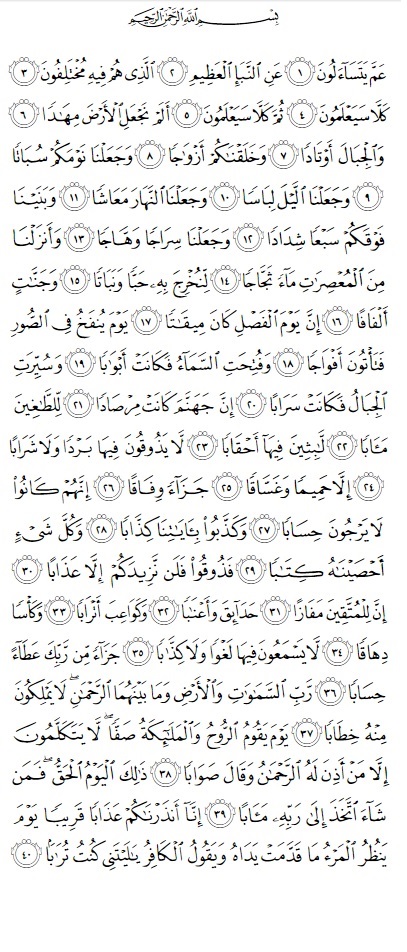 بِسْمِ ٱللَّهِ ٱلرَّحْمَٰنِ ٱلرَّحِيمِ
عَمَّ يَتَسَآءَلُونَ ١ عَنِ ٱلنَّبَإِ ٱلْعَظِيمِ ٢ ٱلَّذِى هُمْ فِيهِ مُخْتَلِفُونَ ٣
كَلَّا سَيَعْلَمُونَ ٤ ثُمَّ كَلَّا سَيَعْلَمُونَ ٥ أَلَمْ نَجْعَلِ ٱلْأَرْضَ مِهَٰدًا ٦
وَٱلْجِبَالَ أَوْتَادًا ٧ وَخَلَقْنَٰكُمْ أَزْوَٰجًا ٨ وَجَعَلْنَا نَوْمَكُمْ سُبَاتًا
٩ وَجَعَلْنَا ٱلَّيْلَ لِبَاسًا ١٠ وَجَعَلْنَا ٱلنَّهَارَ مَعَاشًا ١١ وَبَنَيْنَا
فَوْقَكُمْ سَبْعًا شِدَادًا ١٢ وَجَعَلْنَا سِرَاجًا وَهَّاجًا ١٣ وَأَنزَلْنَا
مِنَ ٱلْمُعْصِرَٰتِ مَآءً ثَجَّاجًا ١٤ لِّنُخْرِجَ بِهِۦ حَبًّا وَنَبَاتًا ١٥ وَجَنَّٰتٍ
أَلْفَافًا ١٦ إِنَّ يَوْمَ ٱلْفَصْلِ كَانَ مِيقَٰتًا ١٧ يَوْمَ يُنفَخُ فِى ٱلصُّورِ
فَتَأْتُونَ أَفْوَاجًا ١٨ وَفُتِحَتِ ٱلسَّمَآءُ فَكَانَتْ أَبْوَٰبًا ١٩ وَسُيِّرَتِ
ٱلْجِبَالُ فَكَانَتْ سَرَابًا ٢٠ إِنَّ جَهَنَّمَ كَانَتْ مِرْصَادًا ٢١ لِّلطَّٰغِينَ
مَـَٔابًا ٢٢ لَّٰبِثِينَ فِيهَآ أَحْقَابًا ٢٣ لَّا يَذُوقُونَ فِيهَا بَرْدًا وَلَا شَرَابًا
٢٤ إِلَّا حَمِيمًا وَغَسَّاقًا ٢٥ جَزَآءً وِفَاقًا ٢٦ إِنَّهُمْ كَانُوا۟
لَا يَرْجُونَ حِسَابًا ٢٧ وَكَذَّبُوا۟ بِـَٔايَٰتِنَا كِذَّابًا ٢٨ وَكُلَّ شَىْءٍ
أَحْصَيْنَٰهُ كِتَٰبًا ٢٩ فَذُوقُوا۟ فَلَن نَّزِيدَكُمْ إِلَّا عَذَابًا ٣٠
إِنَّ لِلْمُتَّقِينَ مَفَازًا ٣١ حَدَآئِقَ وَأَعْنَٰبًا ٣٢ وَكَوَاعِبَ أَتْرَابًا ٣٣ وَكَأْسًا
دِهَاقًا ٣٤ لَّا يَسْمَعُونَ فِيهَا لَغْوًا وَلَا كِذَّٰبًا ٣٥ جَزَآءً مِّن رَّبِّكَ عَطَآءً
حِسَابًا ٣٦ رَّبِّ ٱلسَّمَٰوَٰتِ وَٱلْأَرْضِ وَمَا بَيْنَهُمَا ٱلرَّحْمَٰنِ ۖ لَا يَمْلِكُونَ
مِنْهُ خِطَابًا ٣٧ يَوْمَ يَقُومُ ٱلرُّوحُ وَٱلْمَلَٰٓئِكَةُ صَفًّا ۖ لَّا يَتَكَلَّمُونَ
إِلَّا مَنْ أَذِنَ لَهُ ٱلرَّحْمَٰنُ وَقَالَ صَوَابًا ٣٨ ذَٰلِكَ ٱلْيَوْمُ ٱلْحَقُّ ۖ فَمَن
شَآءَ ٱتَّخَذَ إِلَىٰ رَبِّهِۦ مَـَٔابًا ٣٩ إِنَّآ أَنذَرْنَٰكُمْ عَذَابًا قَرِيبًا يَوْمَ
يَنظُرُ ٱلْمَرْءُ مَا قَدَّمَتْ يَدَاهُ وَيَقُولُ ٱلْكَافِرُ يَٰلَيْتَنِى كُنتُ تُرَٰبًۢا ٤٠